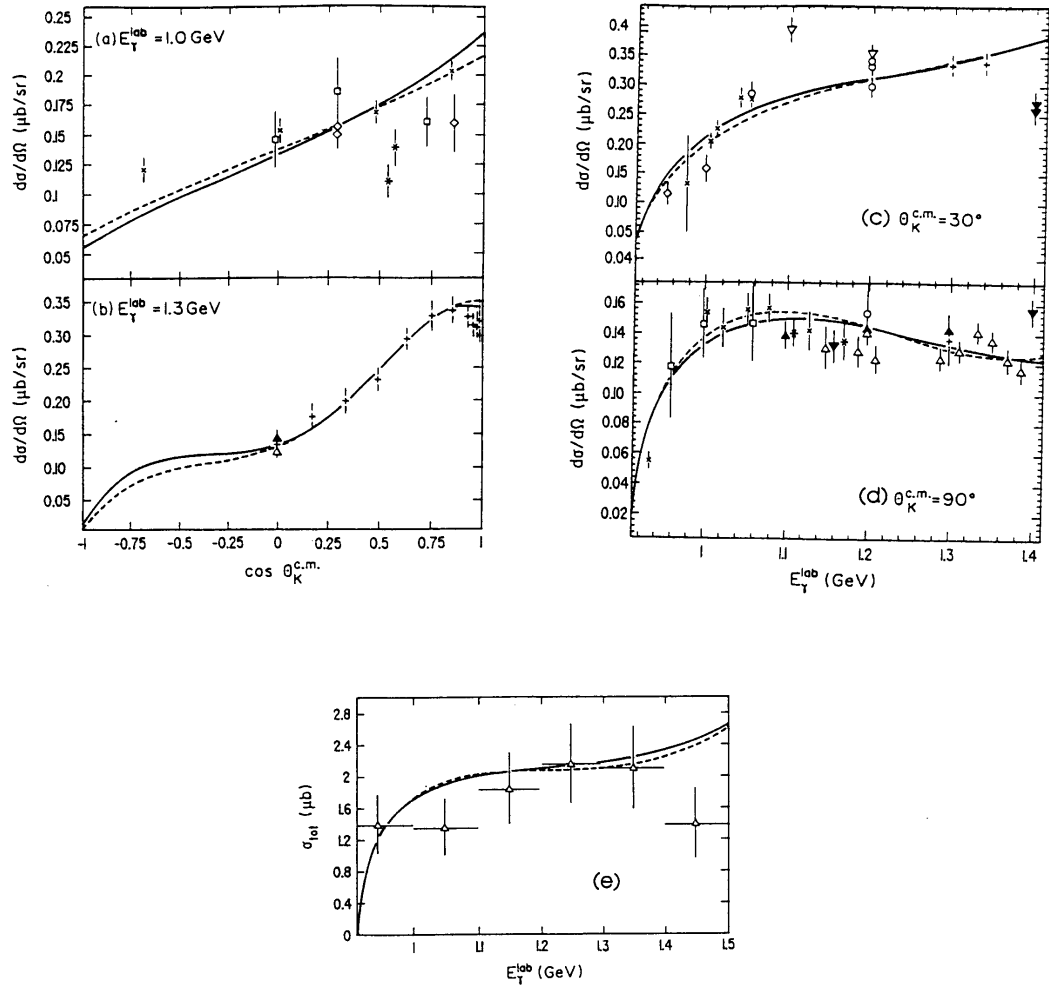 (a) E_γ^lab = 1.0 GeV
dσ/dΩ (μb/sr)
0.25
0.225
0.20
0.175
0.15
0.125
0.1
0.075
0.05
(b) E_γ^lab = 1.3 GeV
dσ/dΩ (μb/sr)
0.35
0.30
0.25
0.20
0.15
0.10
0.05
-1 -0.75 -0.5 -0.25 0 0.25 0.5 0.75 1
cos θ_K^c.m.
dσ/dΩ (μb/sr)
0.4
0.35
0.30
0.25
0.20
0.15
0.10
0.05
0.04
(c) θ_K^c.m. = 30°
dσ/dΩ (μb/sr)
0.16
0.14
0.12
0.10
0.08
0.06
0.04
0.02
(d) θ_K^c.m. = 90°
1 1.1 1.2 1.3 1.4
E_γ^lab (GeV)
σ_tot (μb)
2.8
2.4
2
1.6
1.2
0.8
0.4
0
(e)
1 1.1 1.2 1.3 1.4 1.5
E_γ^lab (GeV)